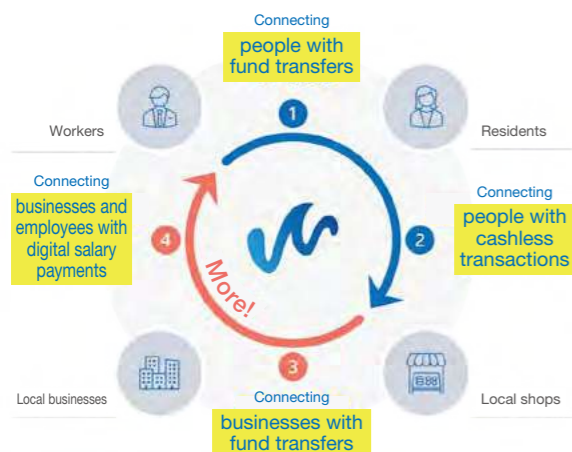 Connecting
people with
fund transfers
1
Workers
Residents
Connecting
businesses and
employees with
digital salary
payments
4
2
Connecting
people with
cashless
transactions
More!
3
Local businesses
Local shops
Connecting
businesses with
fund transfers